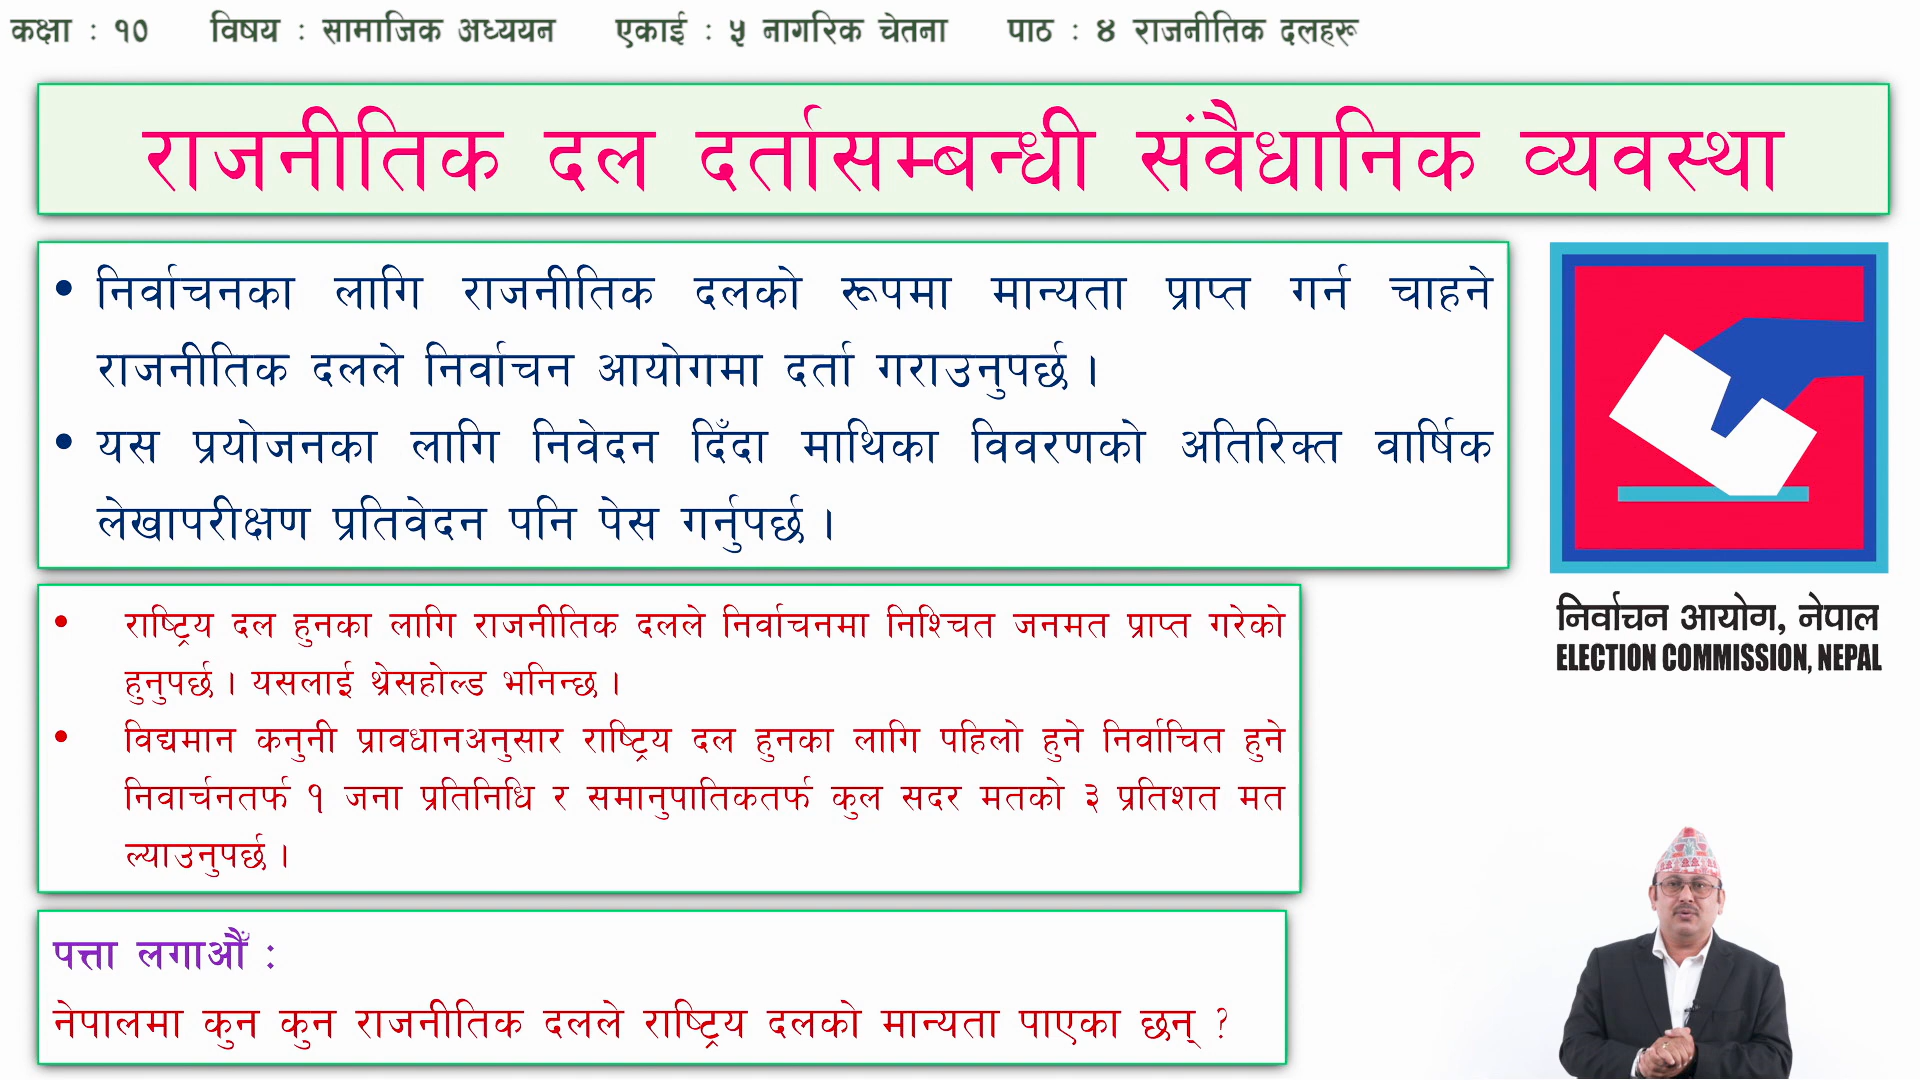 कक्षा : १० विषय : सामाजिक अध्ययन एकाई : ५ नागरिक चेतना पाठ : ४ राजनीतिक दलहरू
राजनीतिक दल दर्तासम्बन्धी संवैधानिक व्यवस्था
• निर्वाचनका लागि राजनीतिक दलको रूपमा मान्यता प्राप्त गर्न चाहने
राजनीतिक दलले निर्वाचन आयोगमा दर्ता गराउनुपर्छ ।
• यस प्रयोजनका लागि निवेदन दिँदा माथिका विवरणको अतिरिक्त वार्षिक
लेखापरीक्षण प्रतिवेदन पनि पेस गर्नुपर्छ ।
निर्वाचन आयोग, नेपाल
ELECTION COMMISSION, NEPAL
• राष्ट्रिय दल हुनका लागि राजनीतिक दलले निर्वाचनमा निश्चित जनमत प्राप्त गरेको
हुनुपर्छ । यसलाई थ्रेसहोल्ड भनिन्छ ।
• विद्यमान कनुनी प्रावधानअनुसार राष्ट्रिय दल हुनका लागि पहिलो हुने निर्वाचित हुने
निवार्चनतर्फ १ जना प्रतिनिधि र समानुपातिकतर्फ कुल सदर मतको ३ प्रतिशत मत
ल्याउनुपर्छ ।
पत्ता लगाऔँ :
नेपालमा कुन कुन राजनीतिक दलले राष्ट्रिय दलको मान्यता पाएका छन् ?